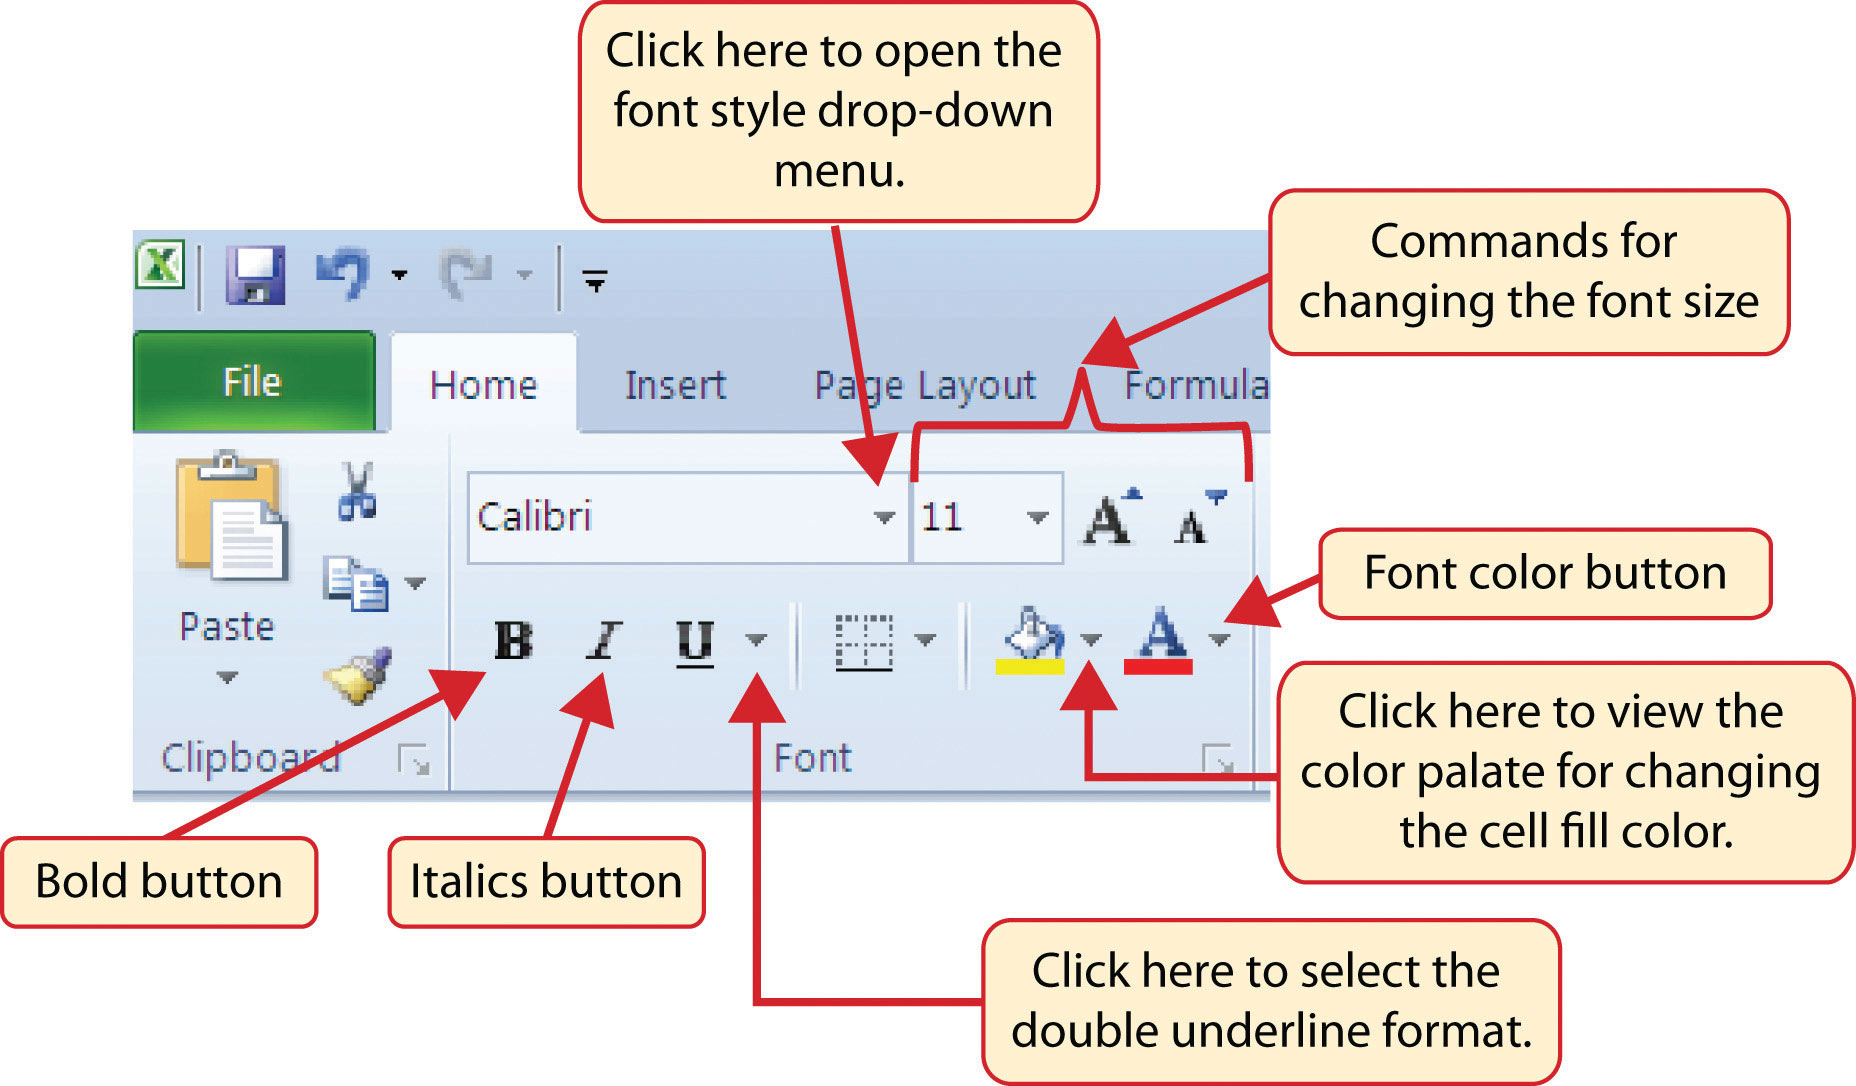 Click here to open the
font style drop-down
menu.
Commands for
changing the font size
File
Home
Insert
Page Layout
Formula
Calibri
11
A
A
Font color button
Paste
B
I
U
A
Click here to view the
color palate for changing
the cell fill color.
Clipboard
Font
Bold button
Italics button
Click here to select the
double underline format.